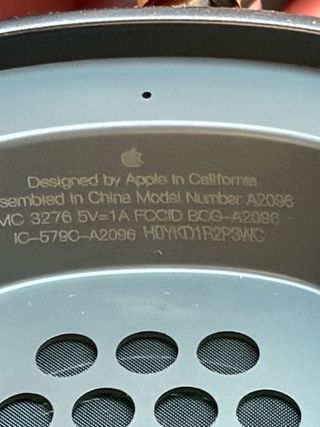 Designed by Apple in California
ssembled in China Model Number A2096
MC 3276 5V=1A FCCID BCG-A2096
IC-579C-A2096 H0YKD1R2P3WC